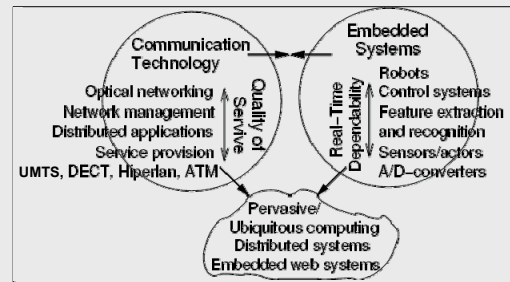 Communication
Technology
Optical networking
Network management
Distributed applications
Service provision
UMTS, DECT, Hiperlan, ATM
Quality of
Servive
Embedded
Systems
Robots
Control systems
Feature extraction
and recognition
Sensors/actors
A/D-converters
Real-Time
Dependability
Pervasive/
Ubiquitous computing
Distributed systems
Embedded web systems